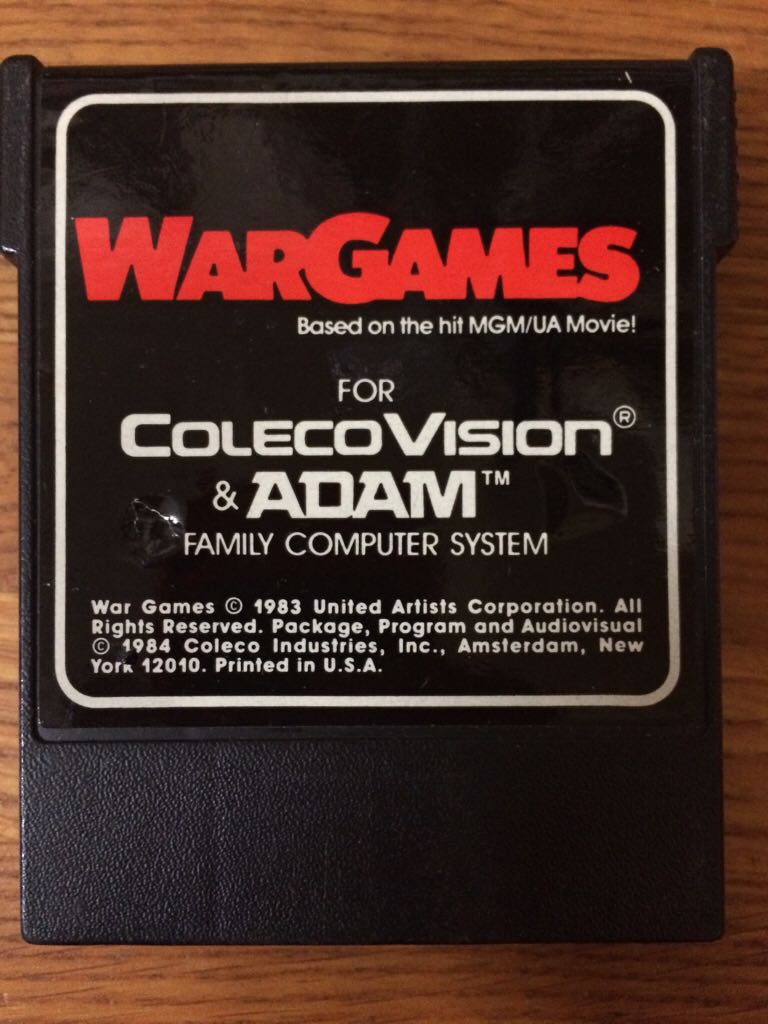 WARGAMES
Based on the hit MGM/UA Movie!
FOR
COLECOVISION®
& ADAM™
FAMILY COMPUTER SYSTEM
War Games © 1983 United Artists Corporation. All
Rights Reserved. Package, Program and Audiovisual
© 1984 Coleco Industries, Inc., Amsterdam, New
York 12010. Printed in U.S.A.